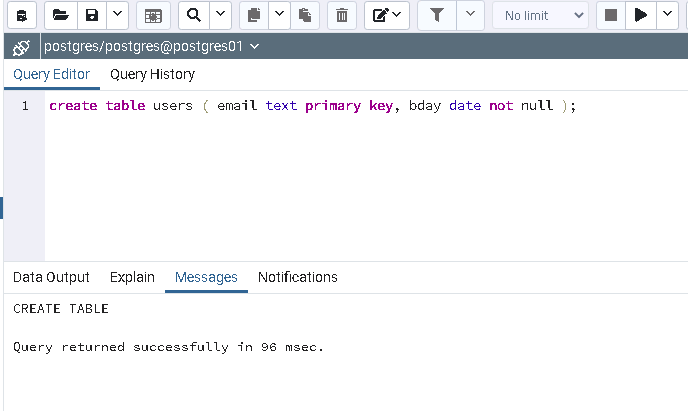 No limit
postgres/postgres@postgres01
Query Editor Query History
1 create table users ( email text primary key, bday date not null );
Data Output Explain Messages Notifications
CREATE TABLE
Query returned successfully in 96 msec.